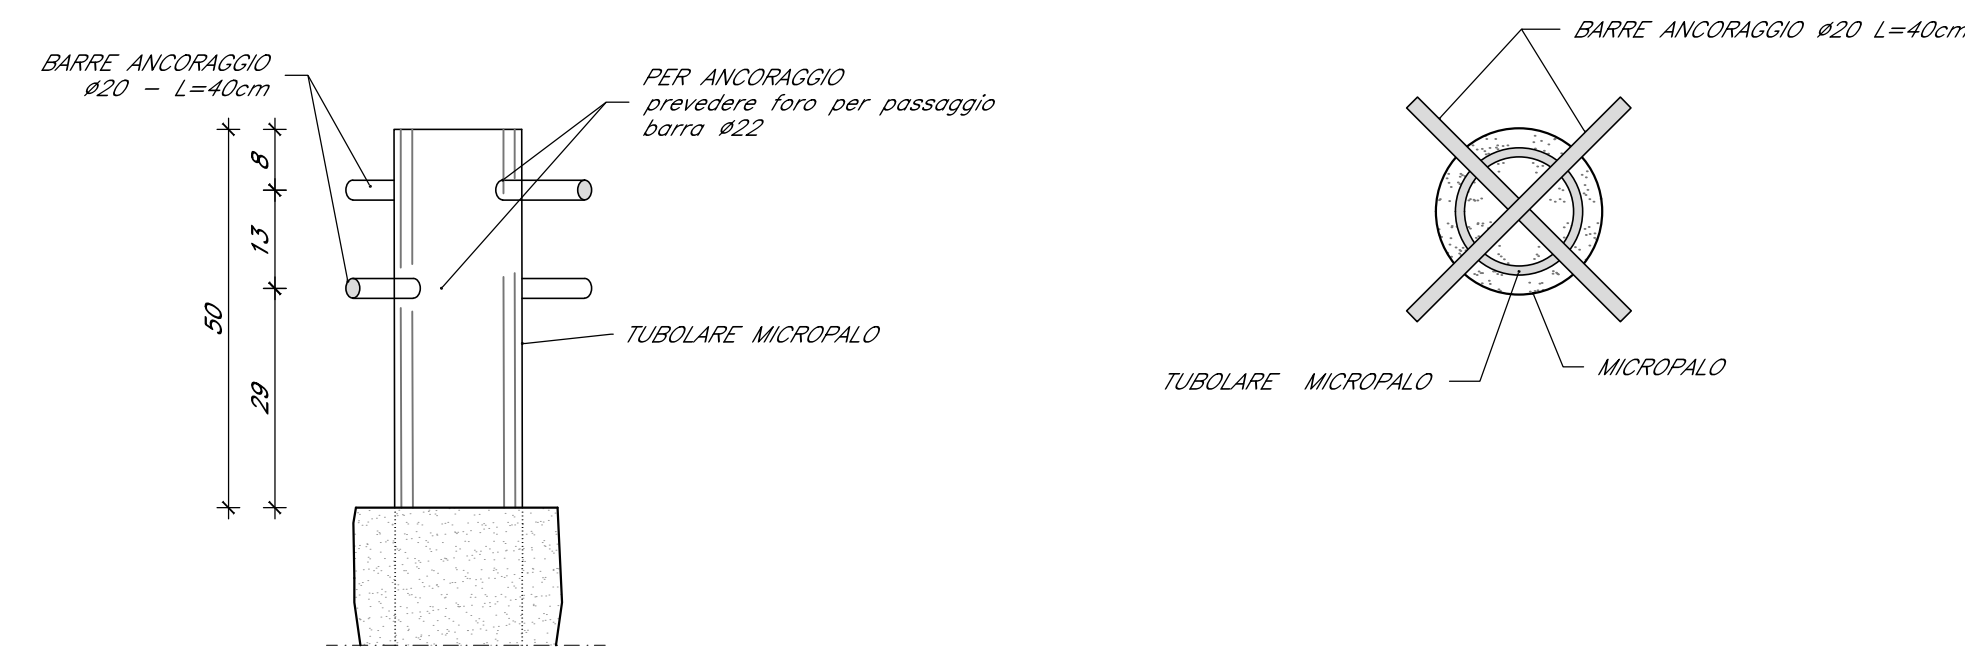 BARRE ANCORAGGIO
ø20 – L=40cm
PER ANCORAGGIO
prevedere foro per passaggio
barra ø22
8
13
50
29
TUBOLARE MICROPALO
BARRE ANCORAGGIO ø20 L=40cm
TUBOLARE MICROPALO
MICROPALO